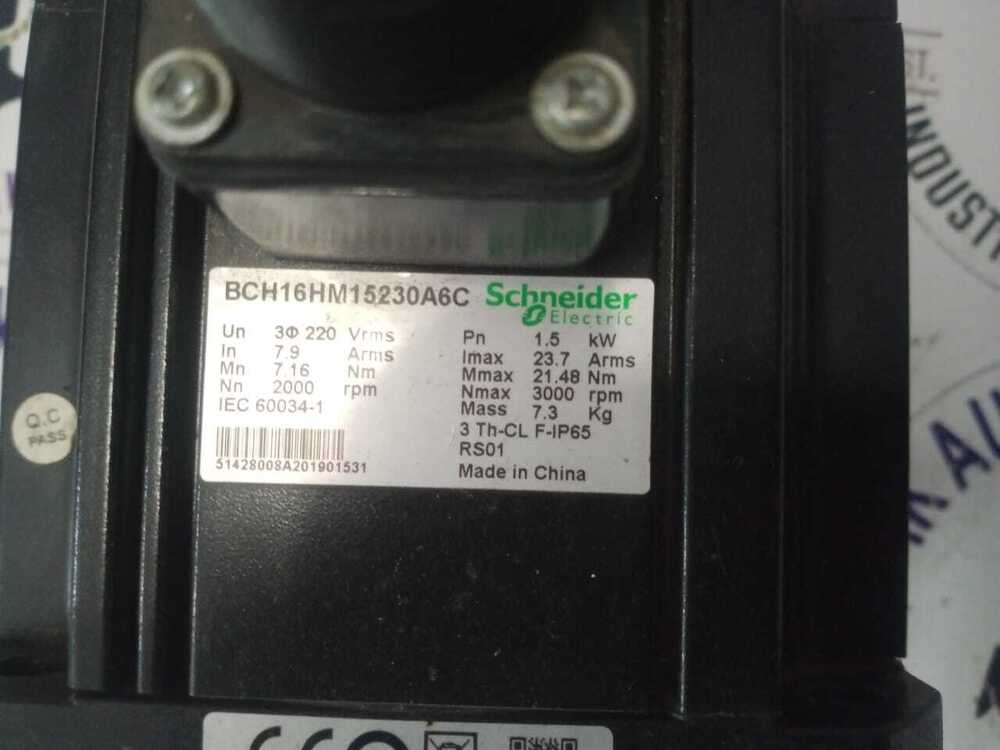 BCH16HM15230A6C Schneider Electric
Un 3Φ 220 Vrms
In 7.9 Arms
Mn 7.16 Nm
Nn 2000 rpm
IEC 60034-1
51428008A201901531
Pn 1.5 kW
Imax 23.7 Arms
Mmax 21.48 Nm
Nmax 3000 rpm
Mass 7.3 Kg
3 Th-CL F-IP65
RS01
Made in China
Q.C
PASS
ST.
INDUST